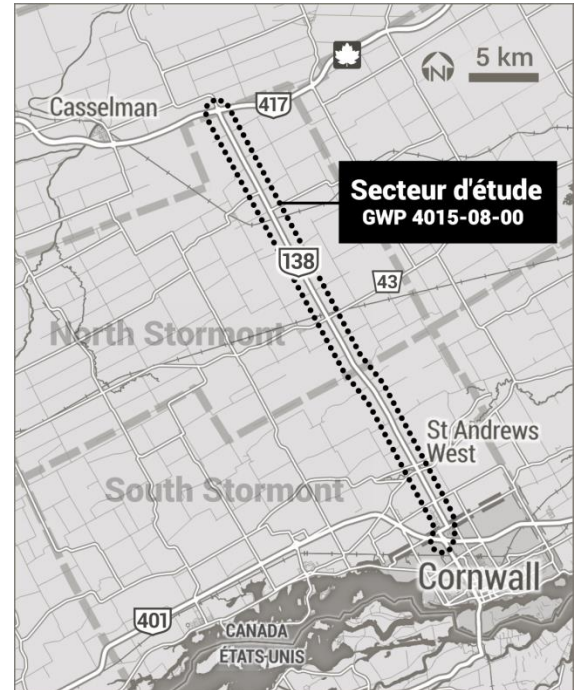 417
5 km
N
Casselman
Secteur d'étude
GWP 4015-08-00
138
43
North Stormont
St Andrews
West
South Stormont
Cornwall
401
CANADA
ÉTATS-UNIS